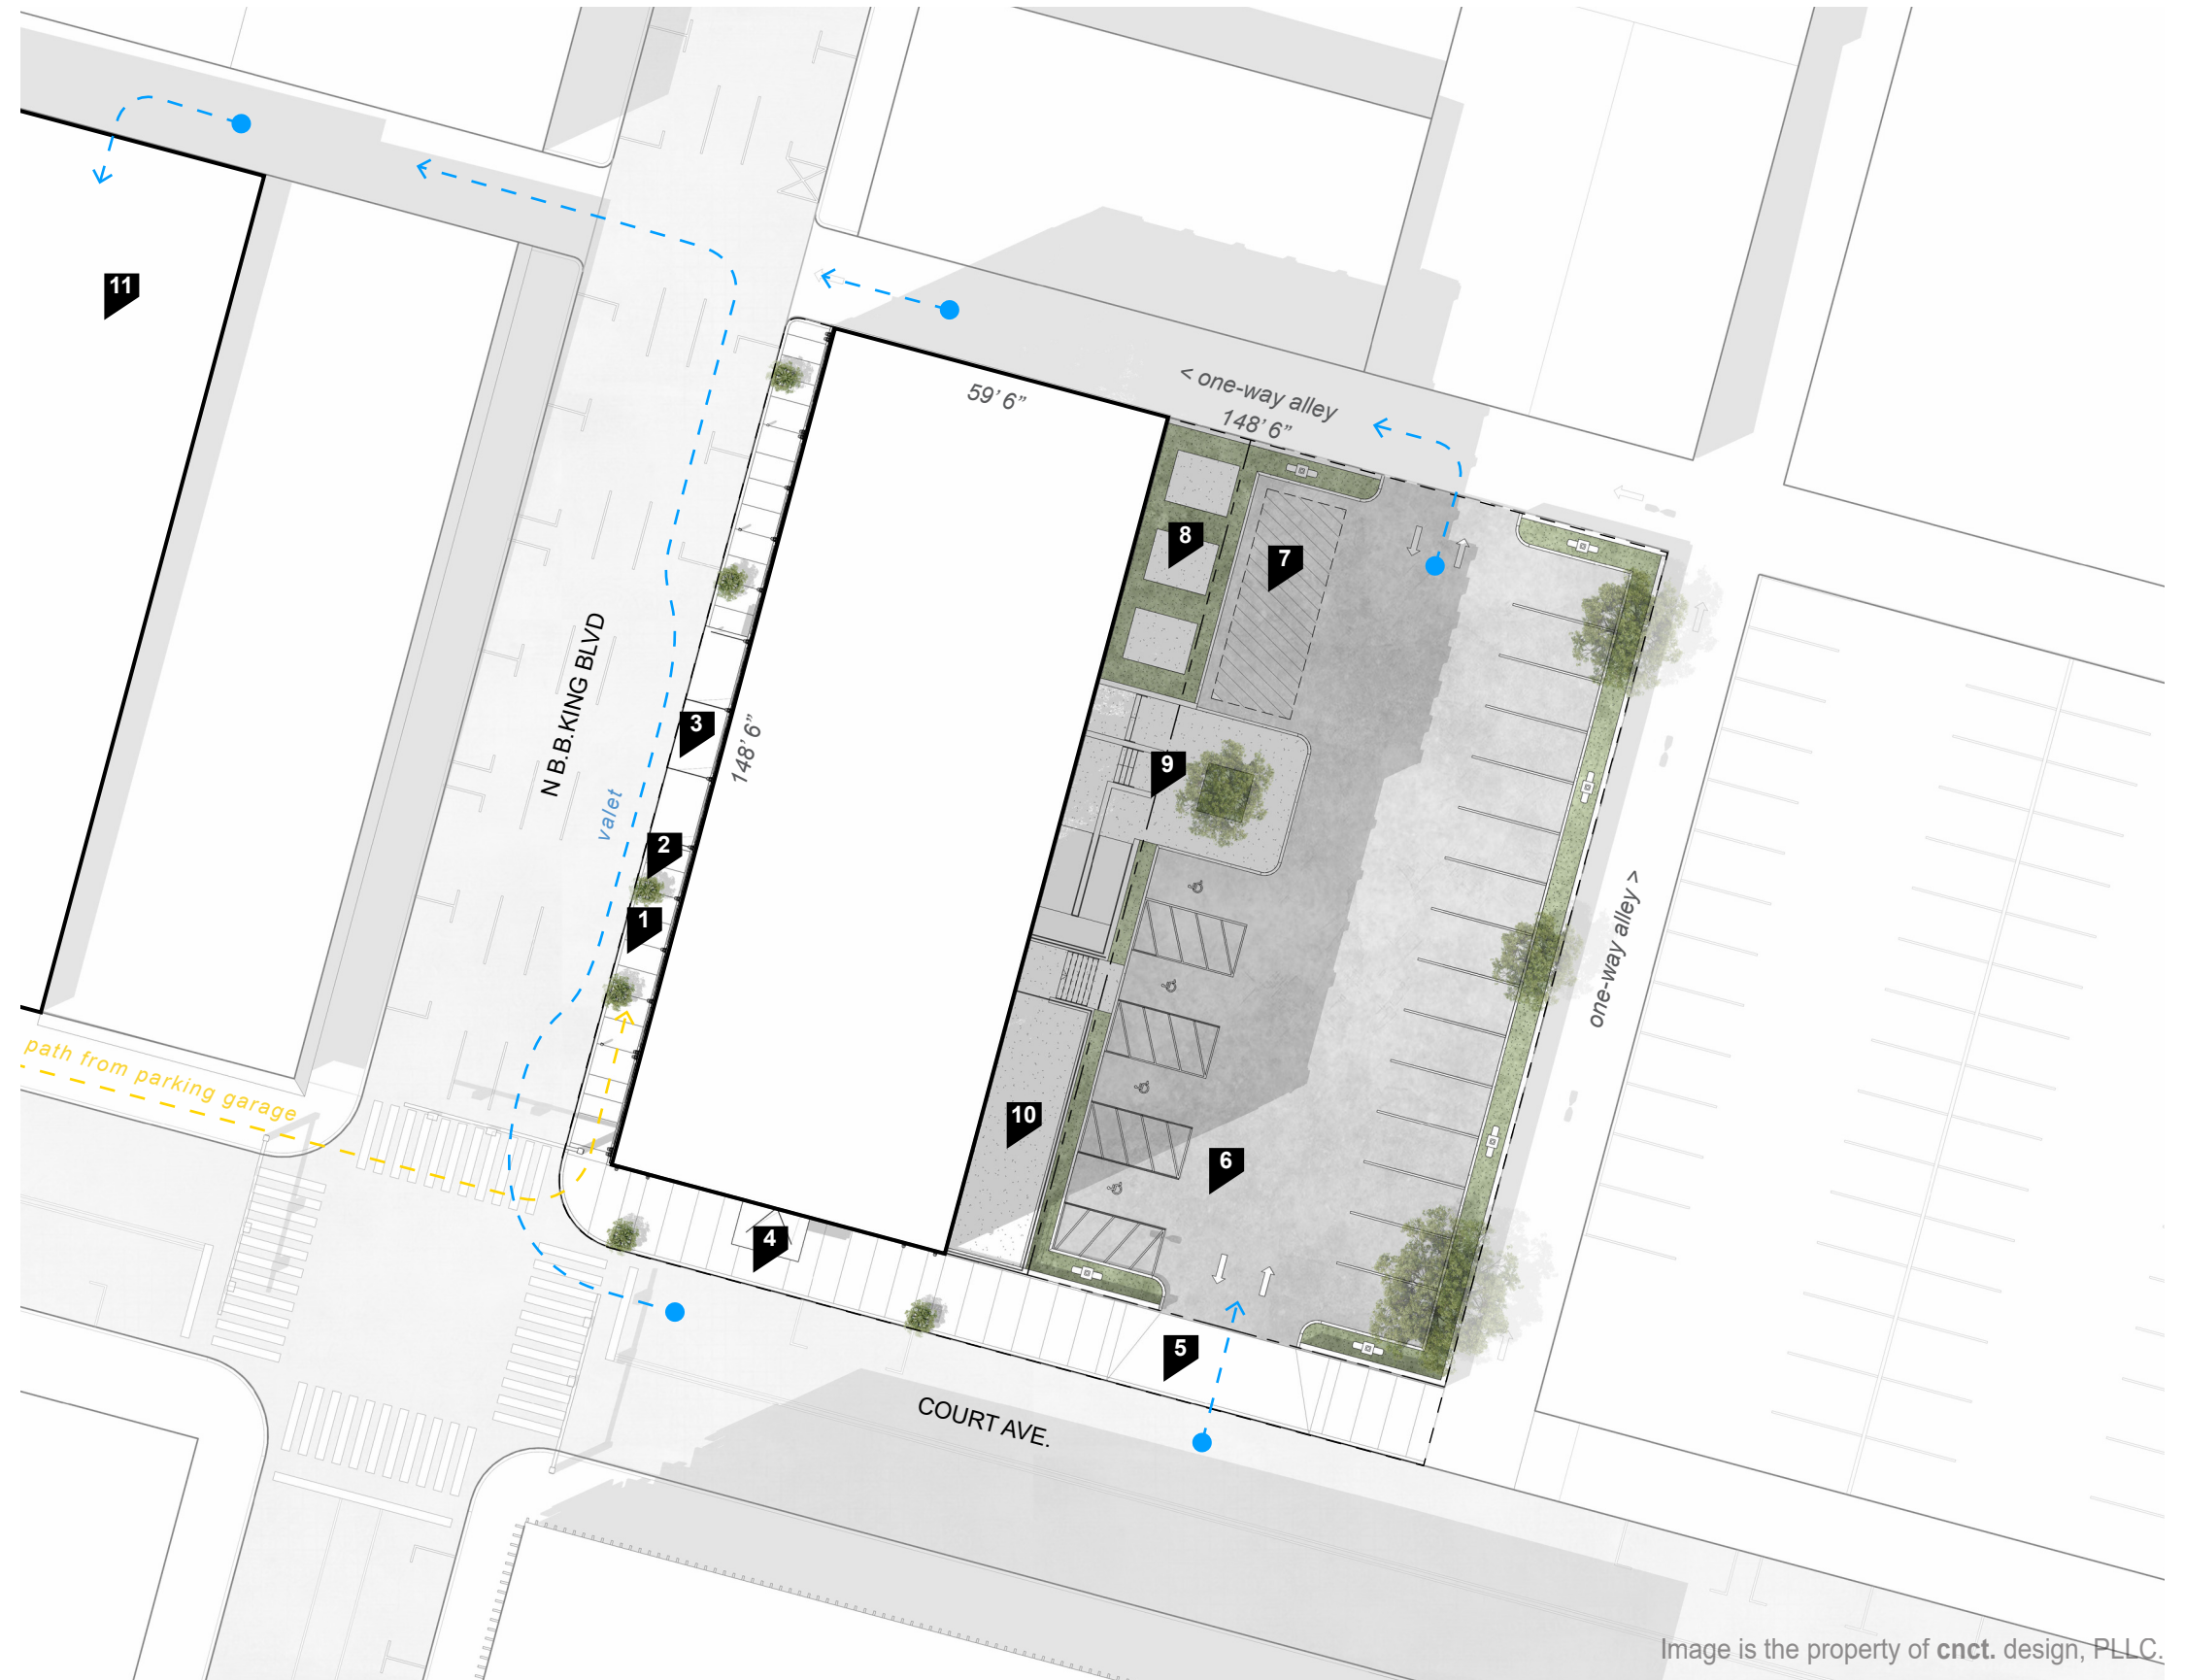 11
59’ 6”
< one-way alley
148’ 6”
8
7
N B.B.KING BLVD
3
148’ 6”
9
valet
2
1
one-way alley >
path from parking garage
10
6
4
5
COURT AVE.
Image is the property of cnct. design, PLLC.